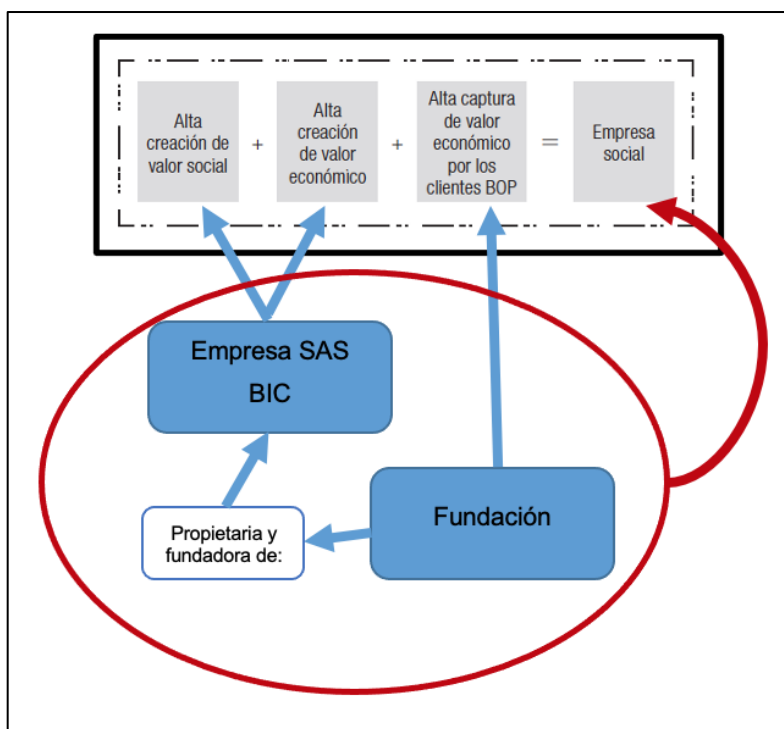 Alta
creación de
valor social
+
Alta
creación
de valor
económico
+
Alta captura
de valor
económico
por los
clientes BOP
=
Empresa
social
Empresa SAS
BIC
Propietaria y
fundadora de:
Fundación